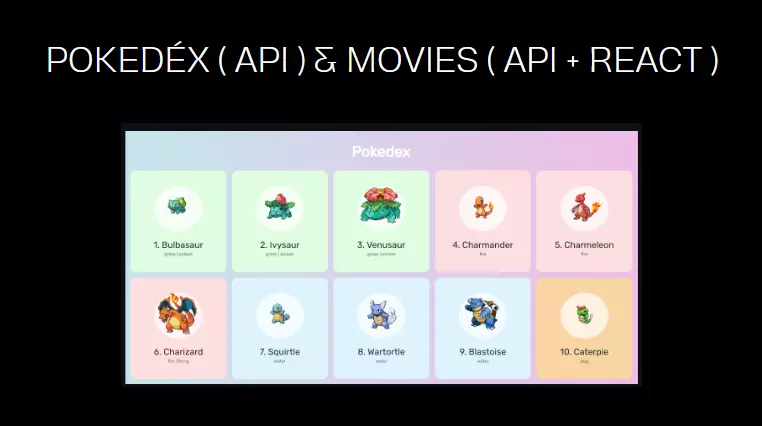 POKEDÉX ( API ) & MOVIES ( API + REACT )
Pokedex
1. Bulbasaur
grass | poison
2. Ivysaur
grass | poison
3. Venusaur
grass | poison
4. Charmander
fire
5. Charmeleon
fire
6. Charizard
fire | flying
7. Squirtle
water
8. Wartortle
water
9. Blastoise
water
10. Caterpie
bug